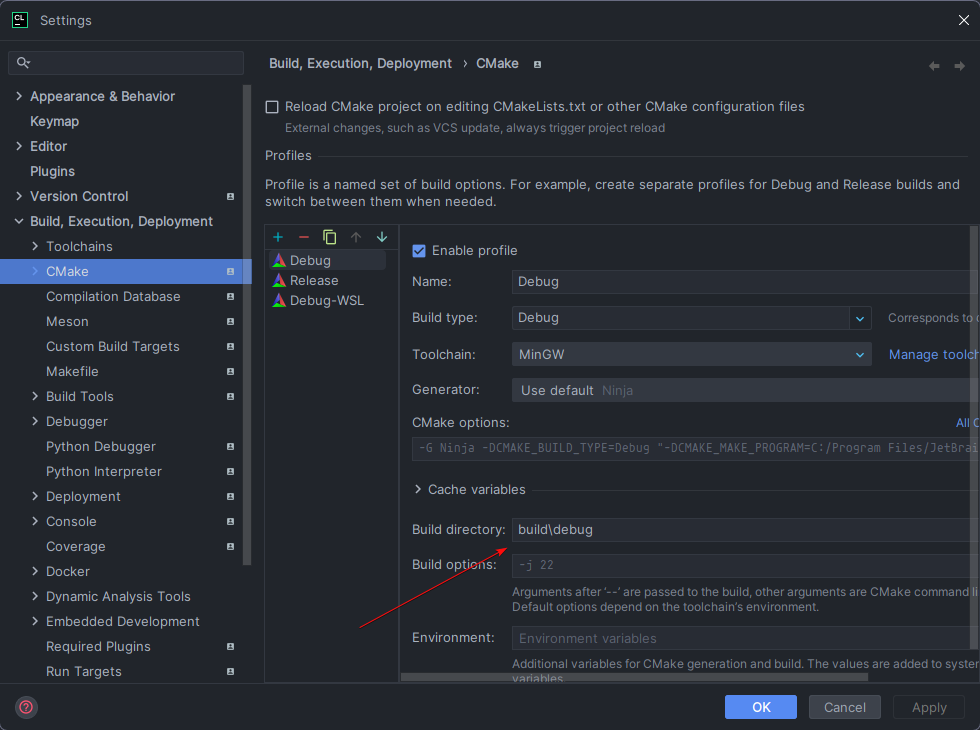 CL
Settings
Build, Execution, Deployment › CMake
Appearance & Behavior
Keymap
Editor
Plugins
Version Control
Build, Execution, Deployment
Toolchains
CMake
Compilation Database
Meson
Custom Build Targets
Makefile
Build Tools
Debugger
Python Debugger
Python Interpreter
Deployment
Console
Coverage
Docker
Dynamic Analysis Tools
Embedded Development
Required Plugins
Run Targets
Reload CMake project on editing CMakeLists.txt or other CMake configuration files
External changes, such as VCS update, always trigger project reload
Profiles
Profile is a named set of build options. For example, create separate profiles for Debug and Release builds and
switch between them when needed.
Debug
Release
Debug-WSL
Enable profile
Name: Debug
Build type: Debug Corresponds to
Toolchain: MinGW Manage toolch
Generator: Use default Ninja
CMake options: All
-G Ninja -DCMAKE_BUILD_TYPE=Debug "-DCMAKE_MAKE_PROGRAM=C:/Program Files/JetBrai
Cache variables
Build directory: build\debug
Build options: -j 22
Arguments after '--' are passed to the build, other arguments are CMake command li
Default options depend on the toolchain's environment.
Environment: Environment variables
Additional variables for CMake generation and build. The values are added to system
variables.
?
OK Cancel Apply